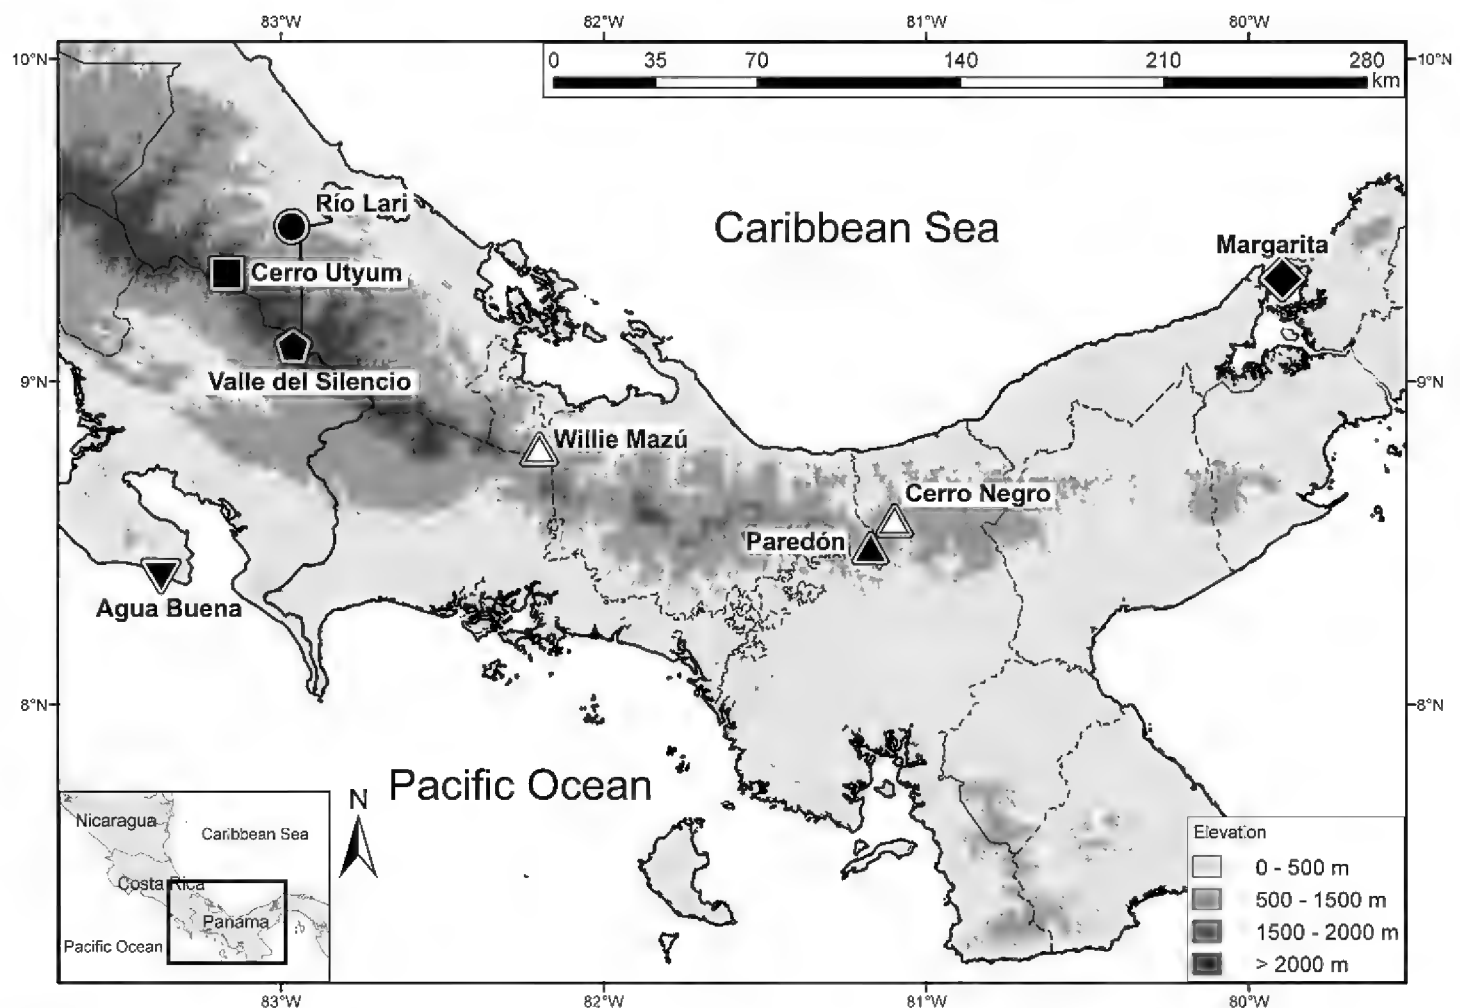 83°W 82°W 81°W 80°W
10°N 10°N
0 35 70 140 210 280
km
Río Lari
Caribbean Sea
Margarita
Cerro Utyum
Valle del Silencio
9°N 9°N
Willie Mazú
Cerro Negro
Paredón
Agua Buena
8°N 8°N
Pacific Ocean
N
Nicaragua
Caribbean Sea
Costa Rica
Panama
Pacific Ocean
Elevation
0 - 500 m
500 - 1500 m
1500 - 2000 m
> 2000 m
83°W 82°W 81°W 80°W